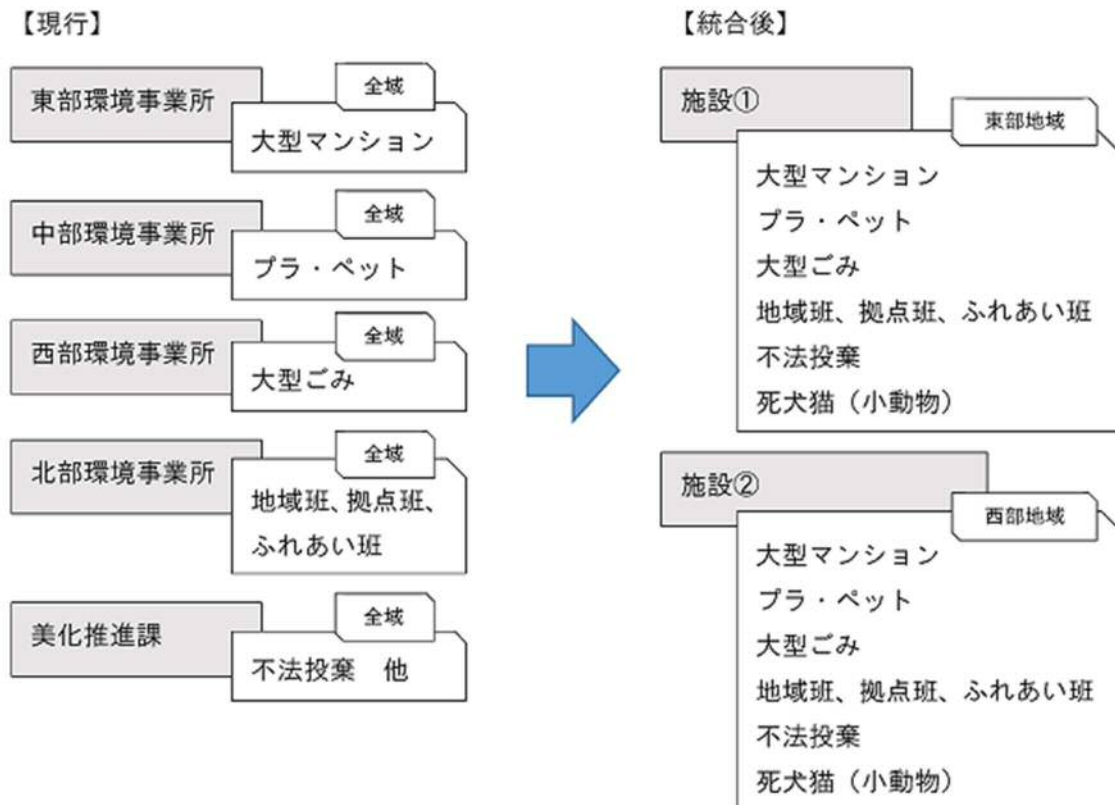 【現行】
東部環境事業所
全域
大型マンション
中部環境事業所
全域
プラ・ペット
西部環境事業所
全域
大型ごみ
北部環境事業所
全域
地域班、拠点班、
ふれあい班
美化推進課
全域
不法投棄　他
【統合後】
施設①
東部地域
大型マンション
プラ・ペット
大型ごみ
地域班、拠点班、ふれあい班
不法投棄
死犬猫（小動物）
施設②
西部地域
大型マンション
プラ・ペット
大型ごみ
地域班、拠点班、ふれあい班
不法投棄
死犬猫（小動物）